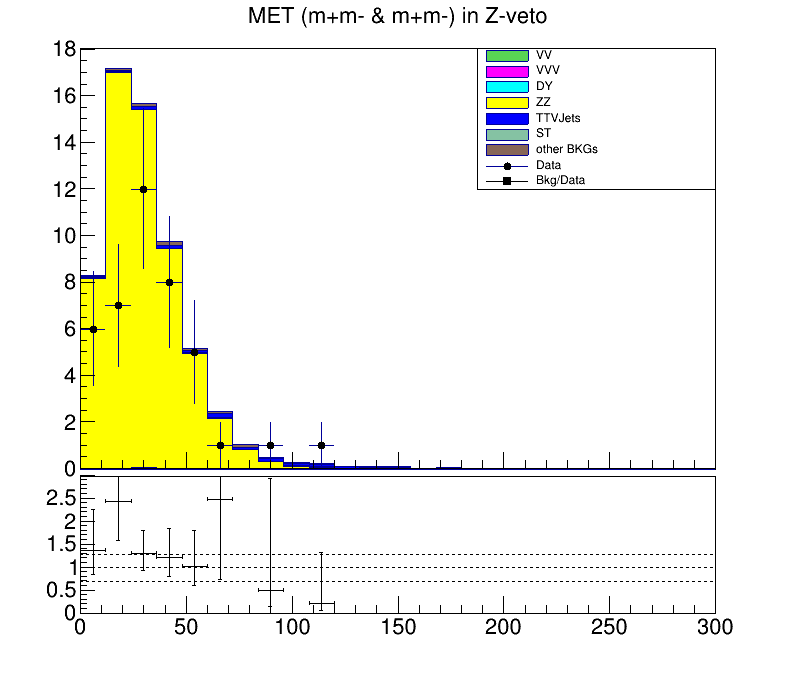 MET (m+m- & m+m-) in Z-veto
18
16
14
12
10
8
6
4
2
0
VV
VVV
DY
ZZ
TTVJets
ST
other BKGs
Data
Bkg/Data
2.5
2
1.5
1
0.5
0
0 50 100 150 200 250 300